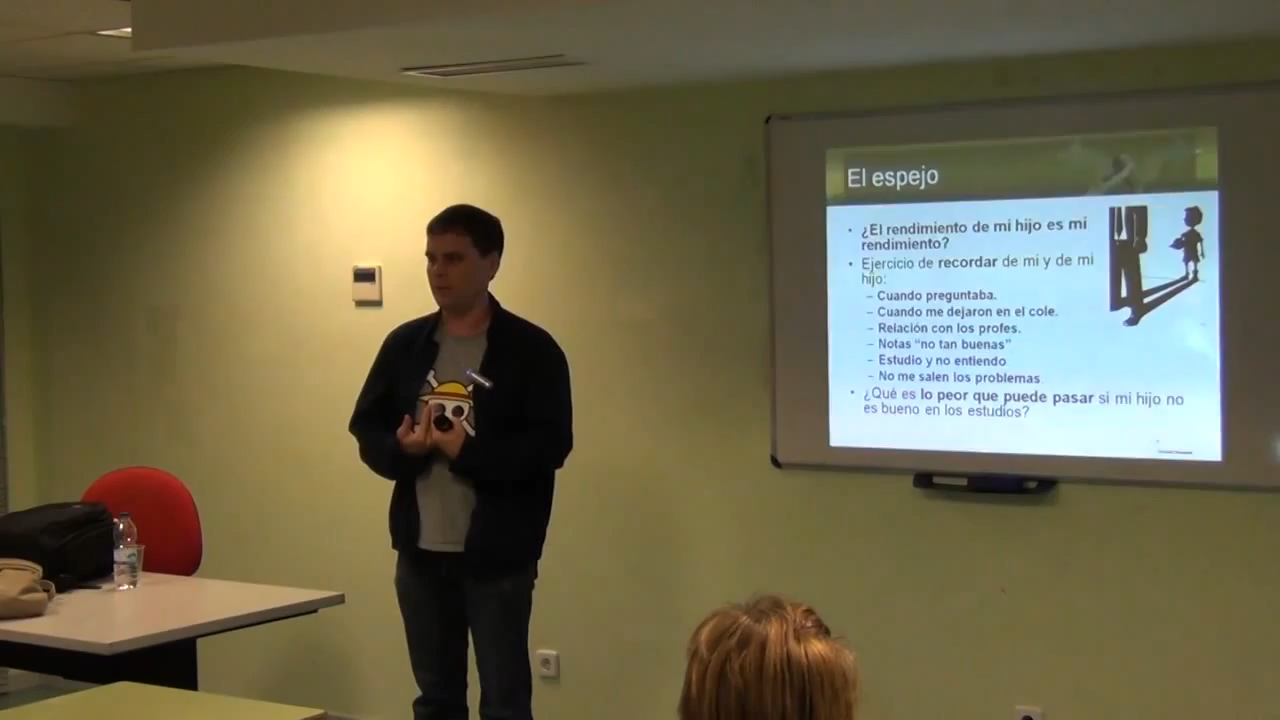 El espejo
• ¿El rendimiento de mi hijo es mi
rendimiento?
• Ejercicio de recordar de mi y de mi
hijo:
– Cuando preguntaba.
– Cuando me dejaron en el cole.
– Relación con los profes.
– Notas “no tan buenas”
– Estudio y no entiendo
– No me salen los problemas
• ¿Qué es lo peor que puede pasar si mi hijo no
es bueno en los estudios?